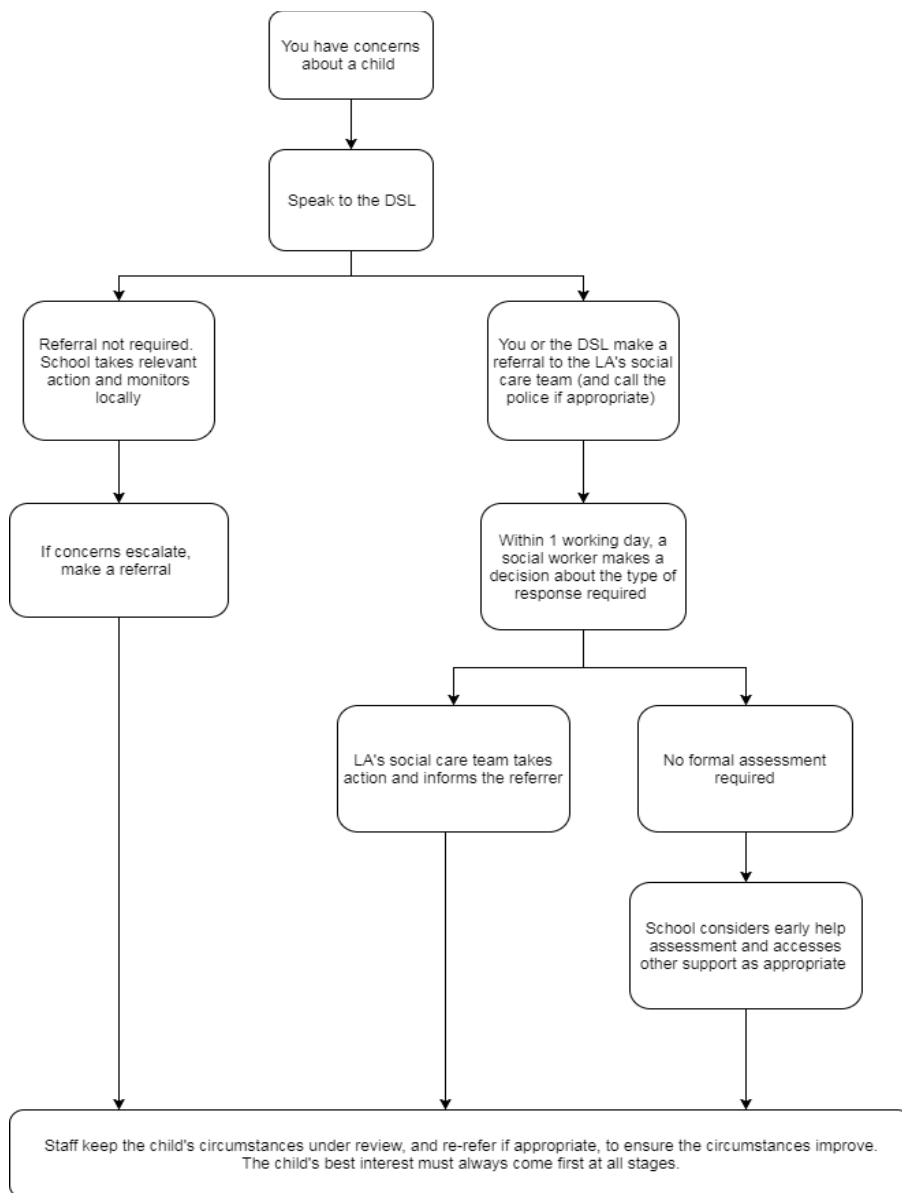 You have concerns
about a child
Speak to the DSL
Referral not required.
School takes relevant
action and monitors
locally
You or the DSL make a
referral to the LA's social
care team (and call the
police if appropriate)
If concerns escalate,
make a referral
Within 1 working day, a
social worker makes a
decision about the type of
response required
LA's social care team takes
action and informs the referrer
No formal assessment
required
School considers early help
assessment and accesses
other support as appropriate
Staff keep the child's circumstances under review, and re-refer if appropriate, to ensure the circumstances improve.
The child's best interest must always come first at all stages.